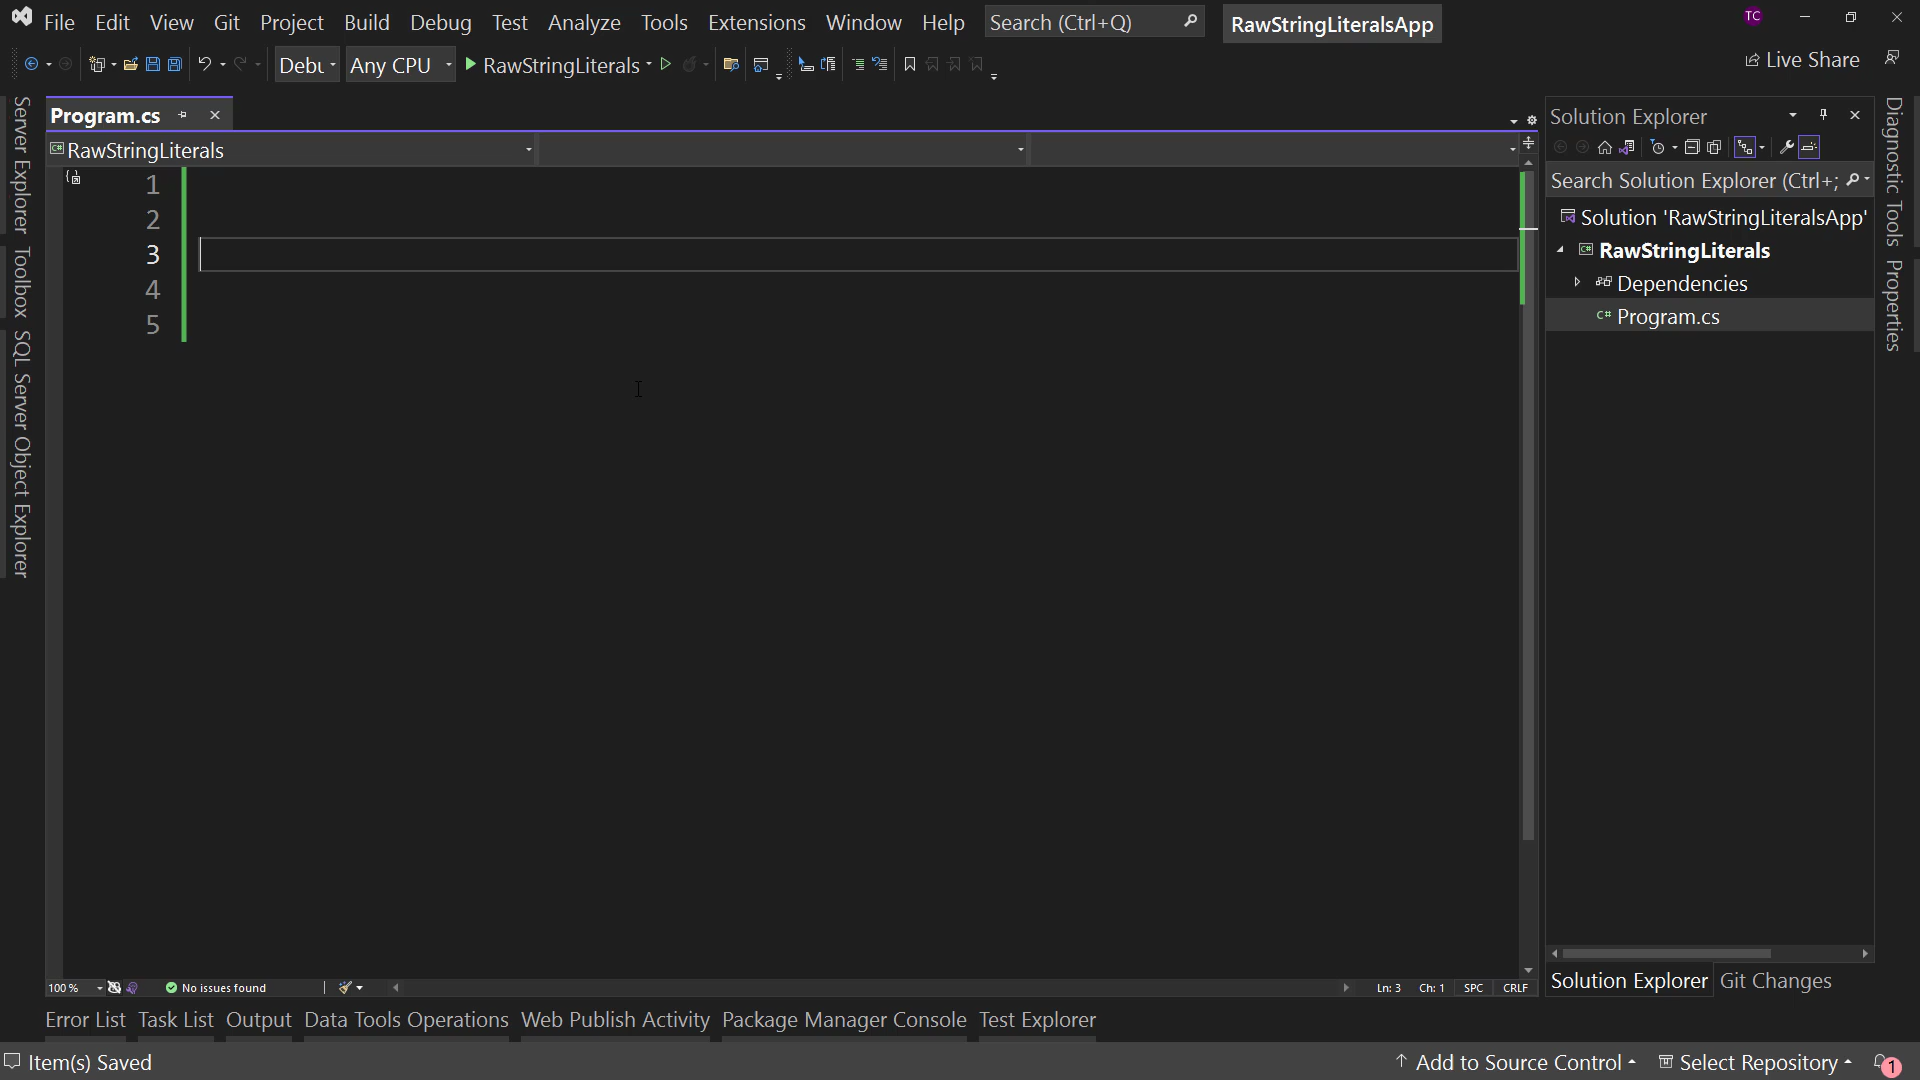 File Edit View Git Project Build Debug Test Analyze Tools Extensions Window Help Search (Ctrl+Q) RawStringLiteralsApp TC
Debu Any CPU RawStringLiterals Live Share
Server Explorer
Toolbox
SQL Server Object Explorer
Program.cs
RawStringLiterals
1
2
3
4
5
100 % No issues found Ln: 3 Ch: 1 SPC CRLF
Solution Explorer
Search Solution Explorer (Ctrl+;
Solution 'RawStringLiteralsApp'
RawStringLiterals
Dependencies
C# Program.cs
Solution Explorer Git Changes
Diagnostic Tools
Properties
Error List Task List Output Data Tools Operations Web Publish Activity Package Manager Console Test Explorer
Item(s) Saved Add to Source Control Select Repository 1